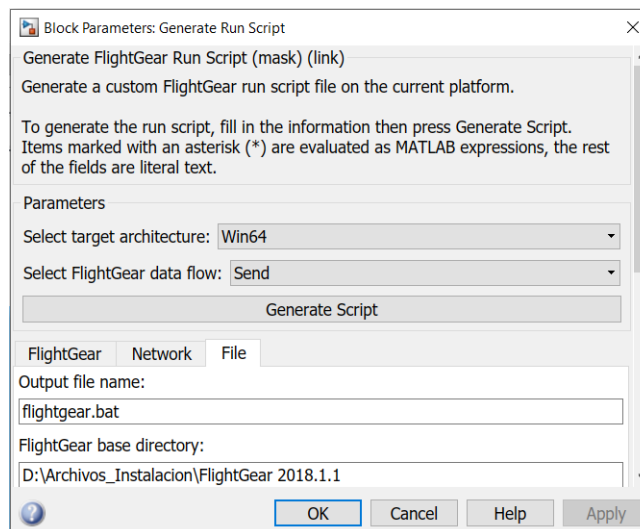 Block Parameters: Generate Run Script
Generate FlightGear Run Script (mask) (link)
Generate a custom FlightGear run script file on the current platform.
To generate the run script, fill in the information then press Generate Script.
Items marked with an asterisk (*) are evaluated as MATLAB expressions, the rest
of the fields are literal text.
Parameters
Select target architecture: Win64
Select FlightGear data flow: Send
Generate Script
FlightGear Network File
Output file name:
flightgear.bat
FlightGear base directory:
D:\Archivos_Instalacion\FlightGear 2018.1.1
OK Cancel Help Apply